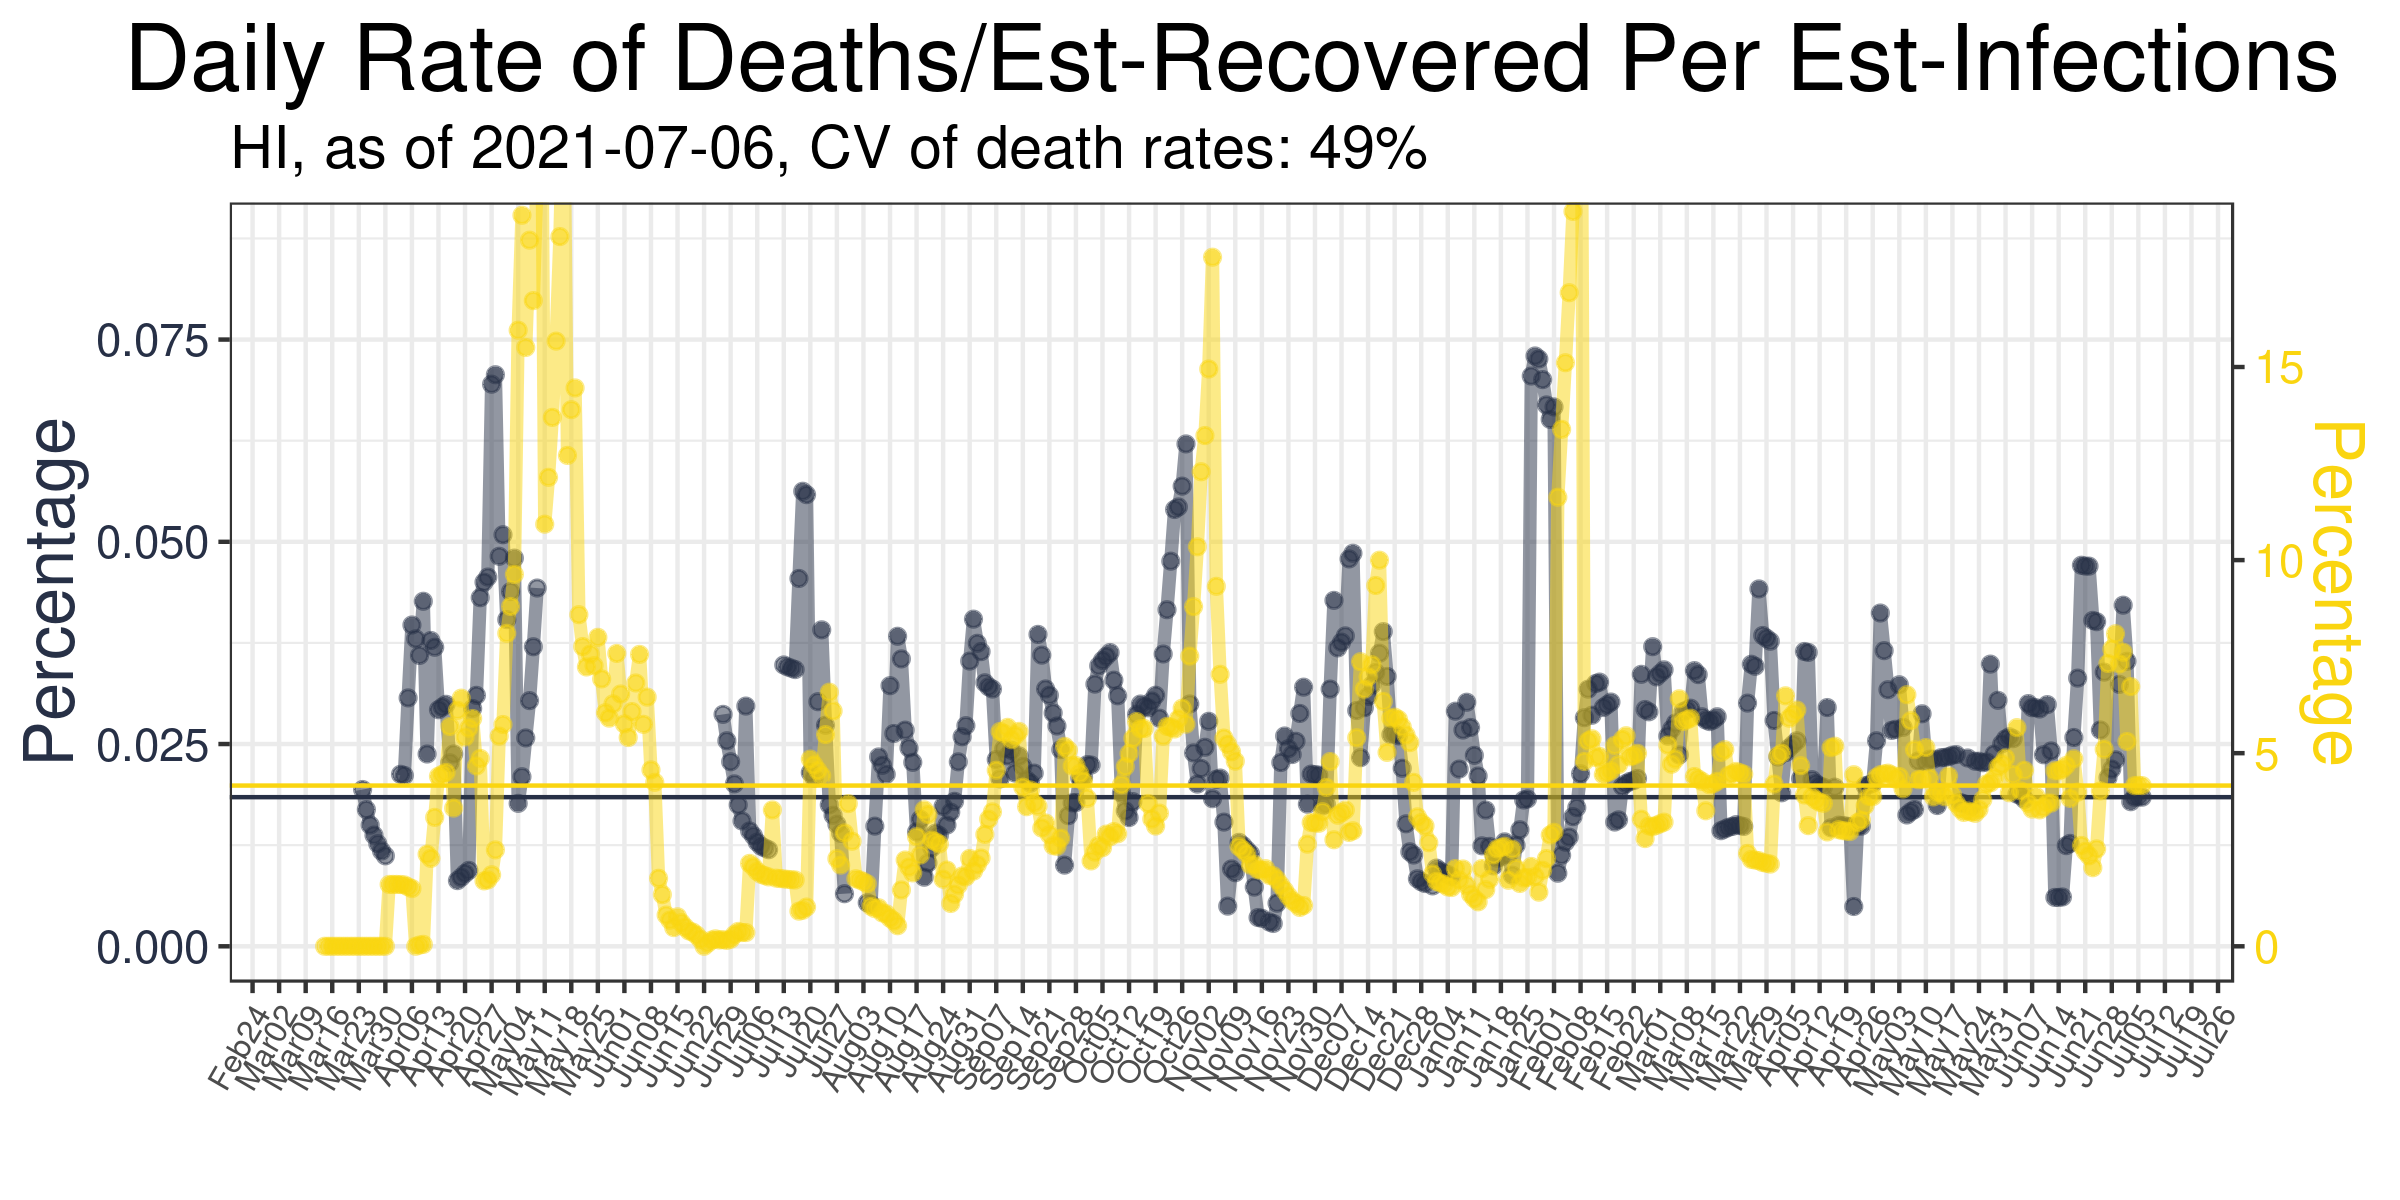 Daily Rate of Deaths/Est-Recovered Per Est-Infections
HI, as of 2021-07-06, CV of death rates: 49%
Percentage
0.075
0.050
0.025
0.000
15
10
5
0
Percentage
Feb24
Mar02
Mar09
Mar16
Mar23
Mar30
Apr06
Apr13
Apr20
Apr27
May04
May11
May18
May25
Jun01
Jun08
Jun15
Jun22
Jun29
Jul06
Jul13
Jul20
Jul27
Aug03
Aug10
Aug17
Aug24
Aug31
Sep07
Sep14
Sep21
Sep28
Oct05
Oct12
Oct19
Oct26
Nov02
Nov09
Nov16
Nov23
Nov30
Dec07
Dec14
Dec21
Dec28
Jan04
Jan11
Jan18
Jan25
Feb01
Feb08
Feb15
Feb22
Mar01
Mar08
Mar15
Mar22
Mar29
Apr05
Apr12
Apr19
Apr26
May03
May10
May17
May24
May31
Jun07
Jun14
Jun21
Jun28
Jul05
Jul12
Jul19
Jul26